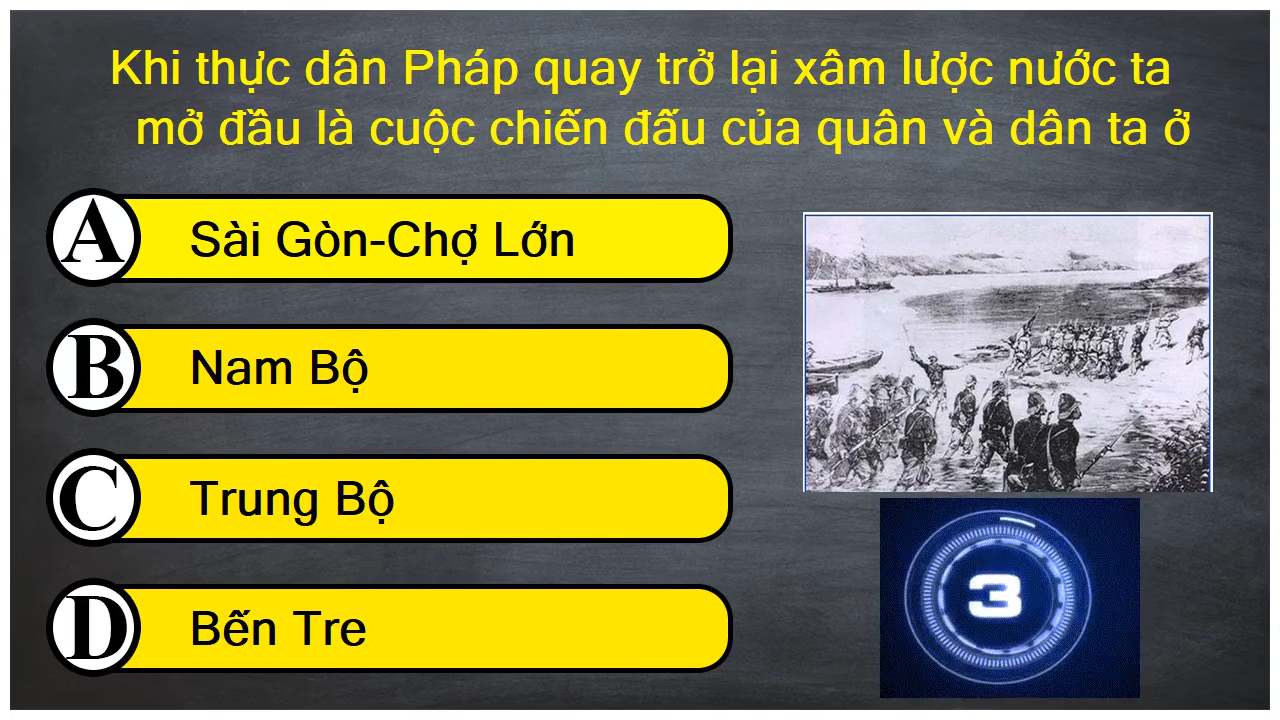 Khi thực dân Pháp quay trở lại xâm lược nước ta
mở đầu là cuộc chiến đấu của quân và dân ta ở
A Sài Gòn-Chợ Lớn
B Nam Bộ
C Trung Bộ
D Bến Tre
3